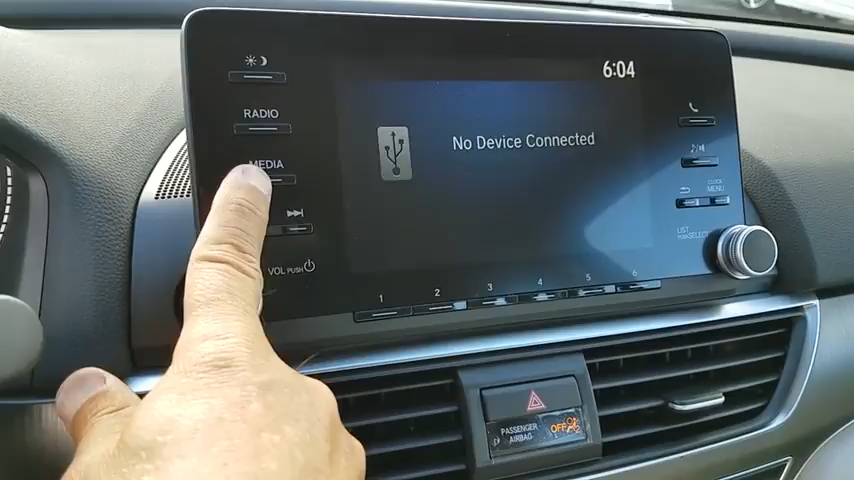 6:04
RADIO
MEDIA
No Device Connected
CLOCK
MENU
VOL PUSH
LIST
PUSH SELECT
1 2 3 4 5 6
PASSENGER
AIRBAG
OFF